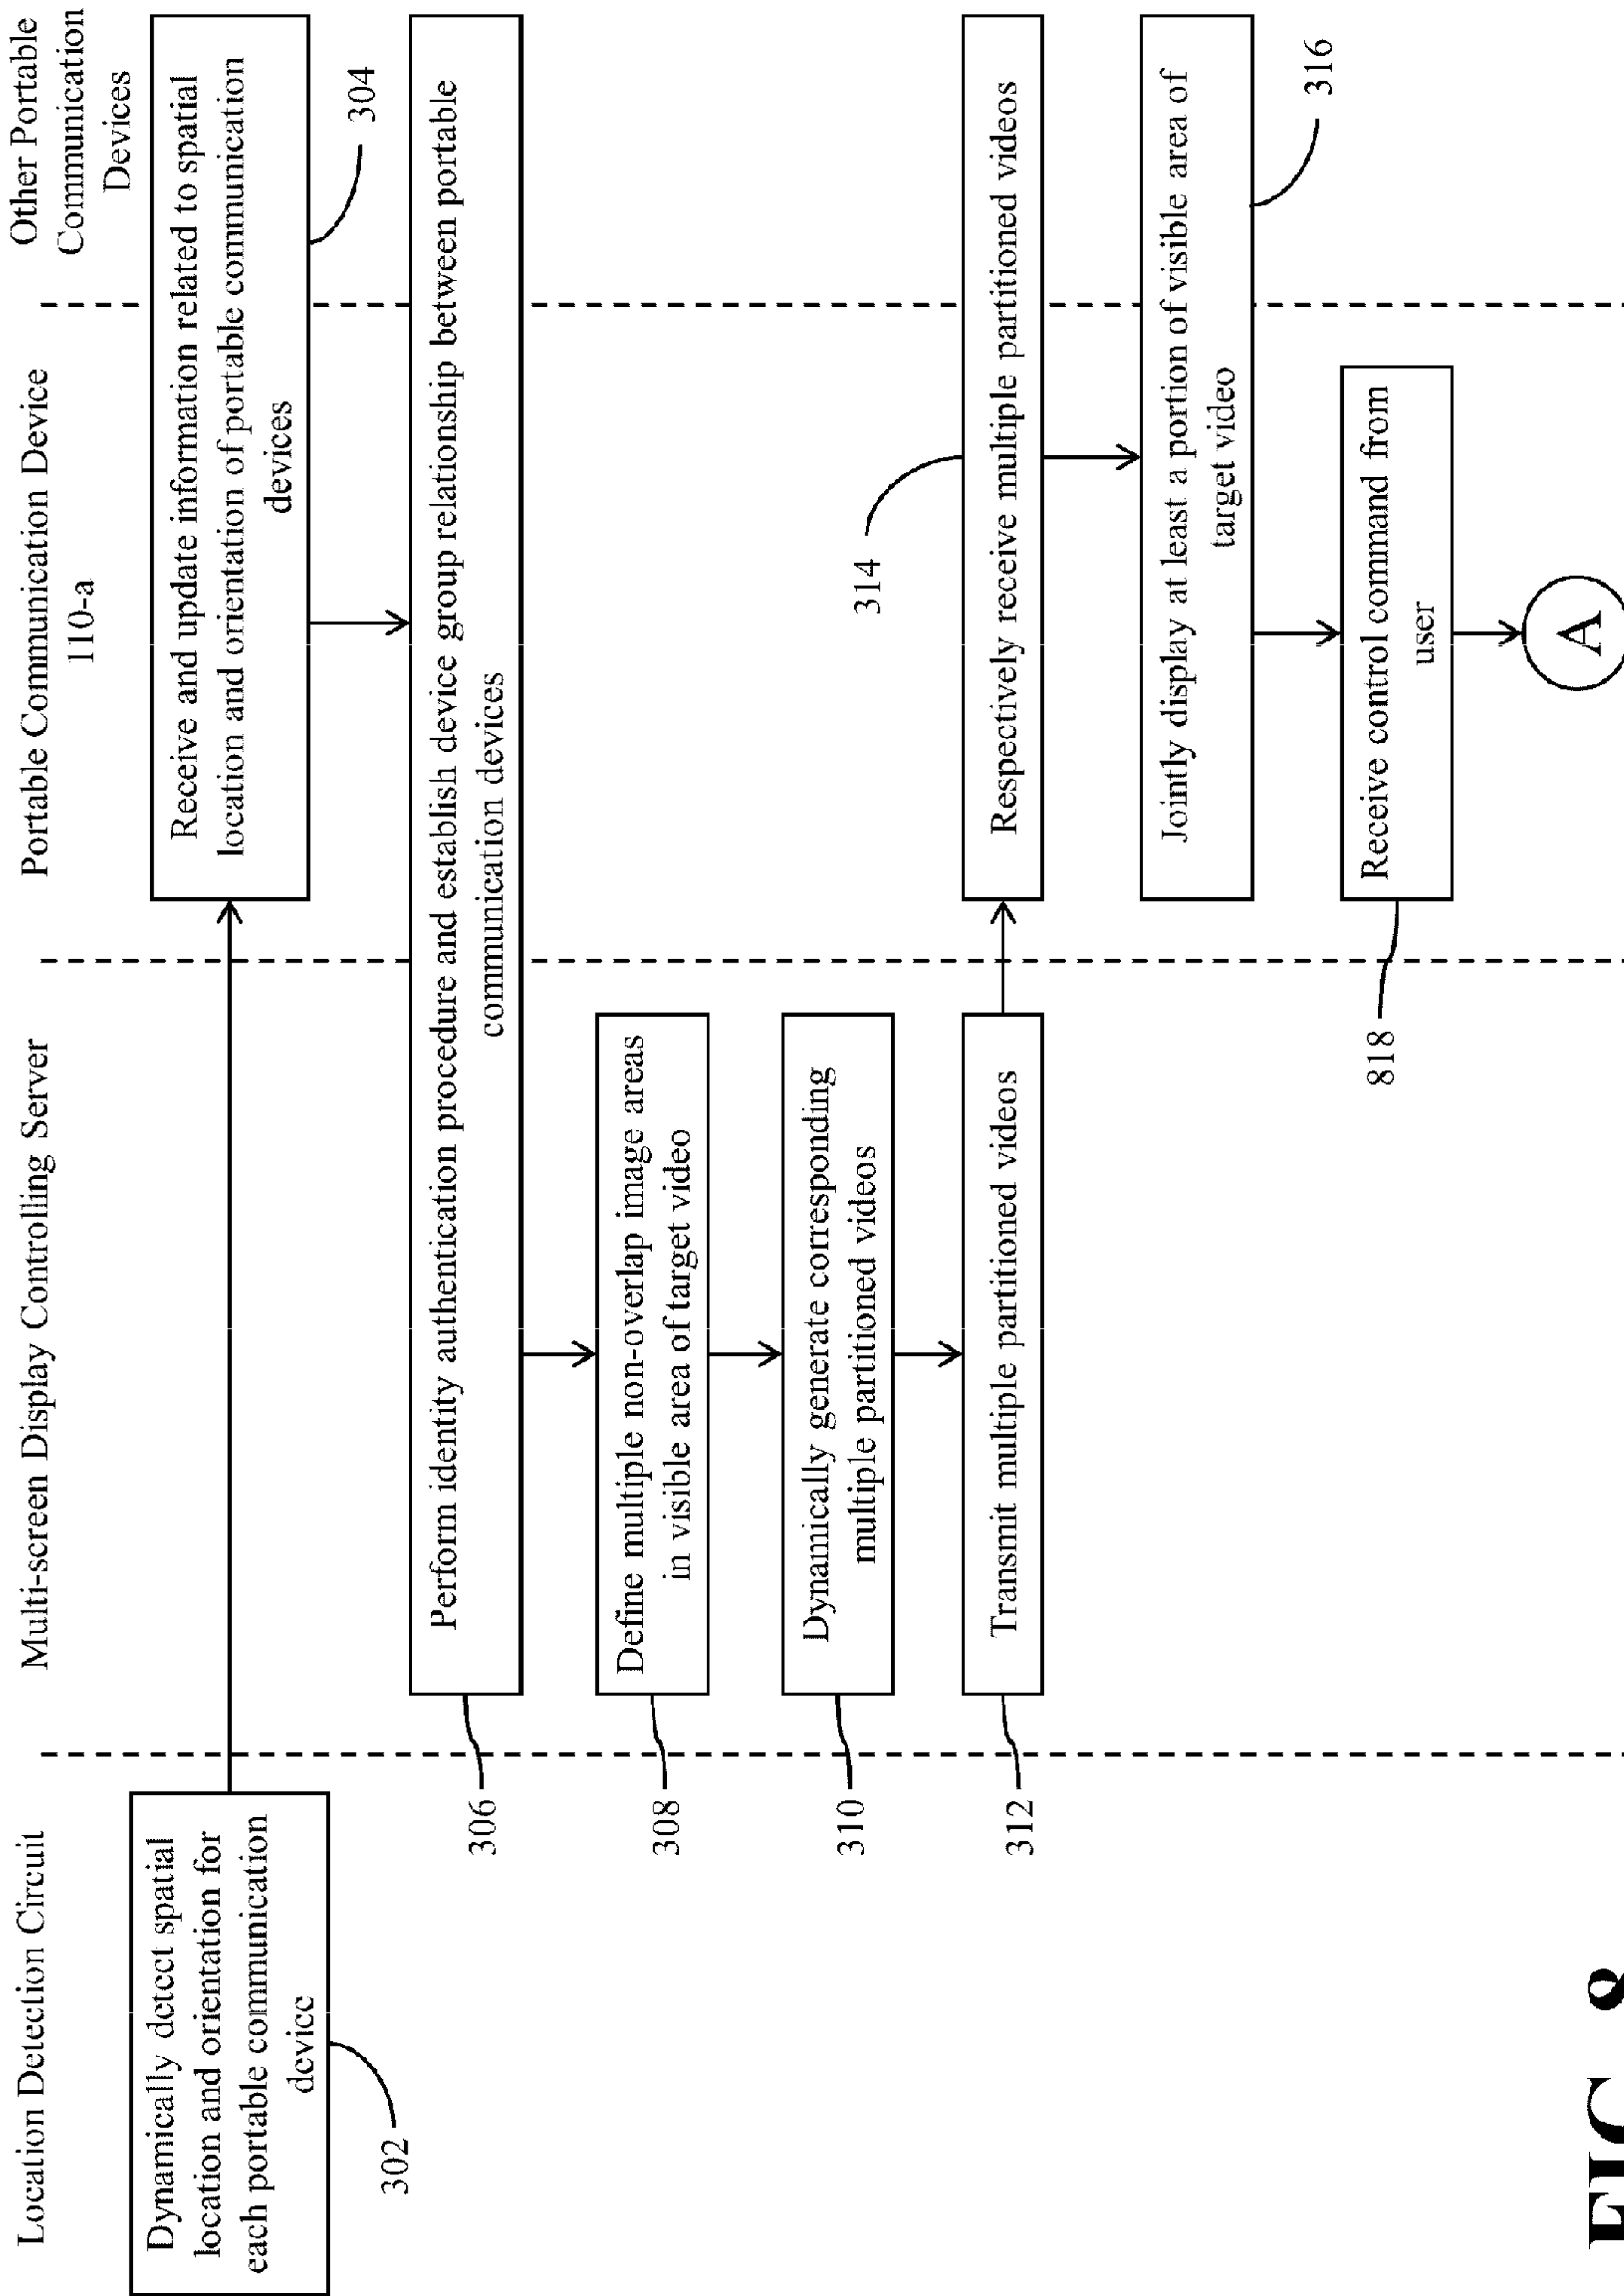 Location Detection Circuit
Multi-screen Display Controlling Server
Portable Communication Device
110-a
Other Portable
Communication
Devices
Dynamically detect spatial
location and orientation for
each portable communication
device
302
Receive and update information related to spatial
location and orientation of portable communication
devices
304
Perform identity authentication procedure and establish device group relationship between portable
communication devices
306
Define multiple non-overlap image areas
in visible area of target video
308
Dynamically generate corresponding
multiple partitioned videos
310
Transmit multiple partitioned videos
312
314
Respectively receive multiple partitioned videos
Jointly display at least a portion of visible area of
target video
316
Receive control command from
user
818
A
FIG. 8